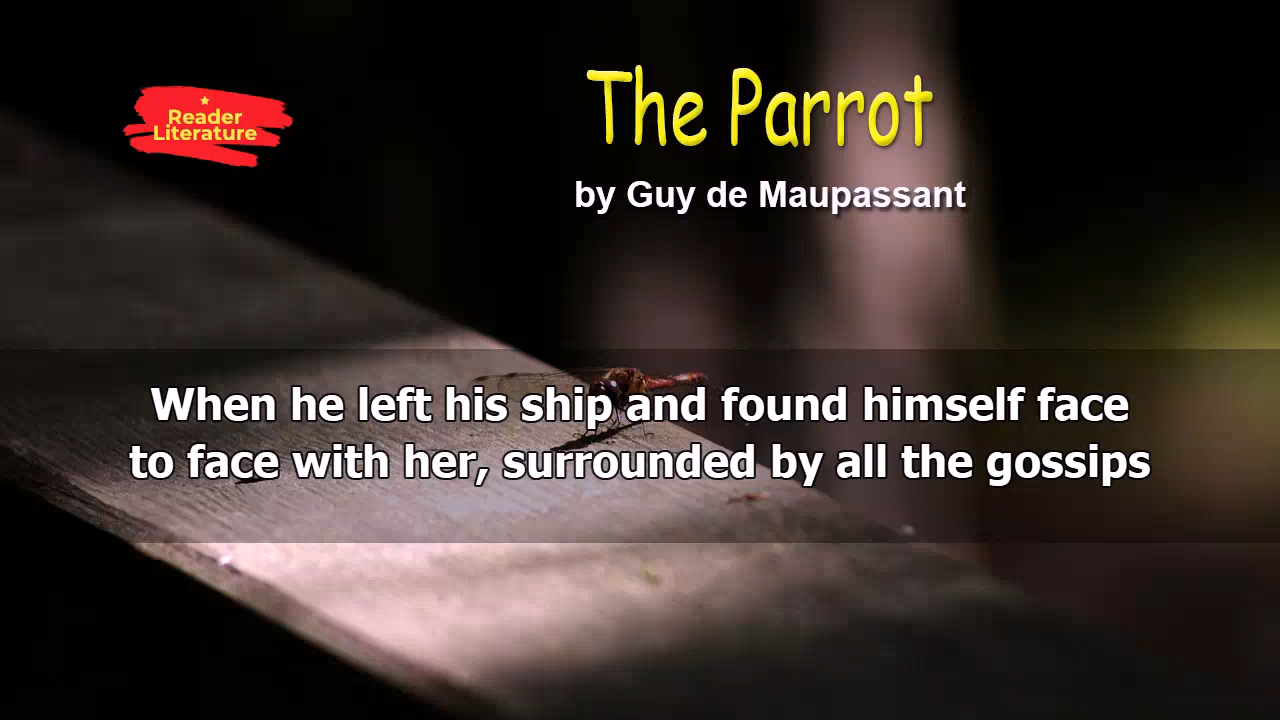 Reader
Literature
The Parrot
by Guy de Maupassant
When he left his ship and found himself face
to face with her, surrounded by all the gossips